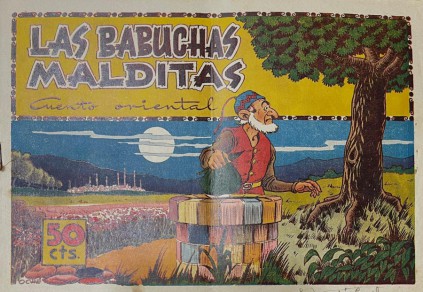 LAS BABUCHAS
MALDITAS
Cuento oriental
50
cts.